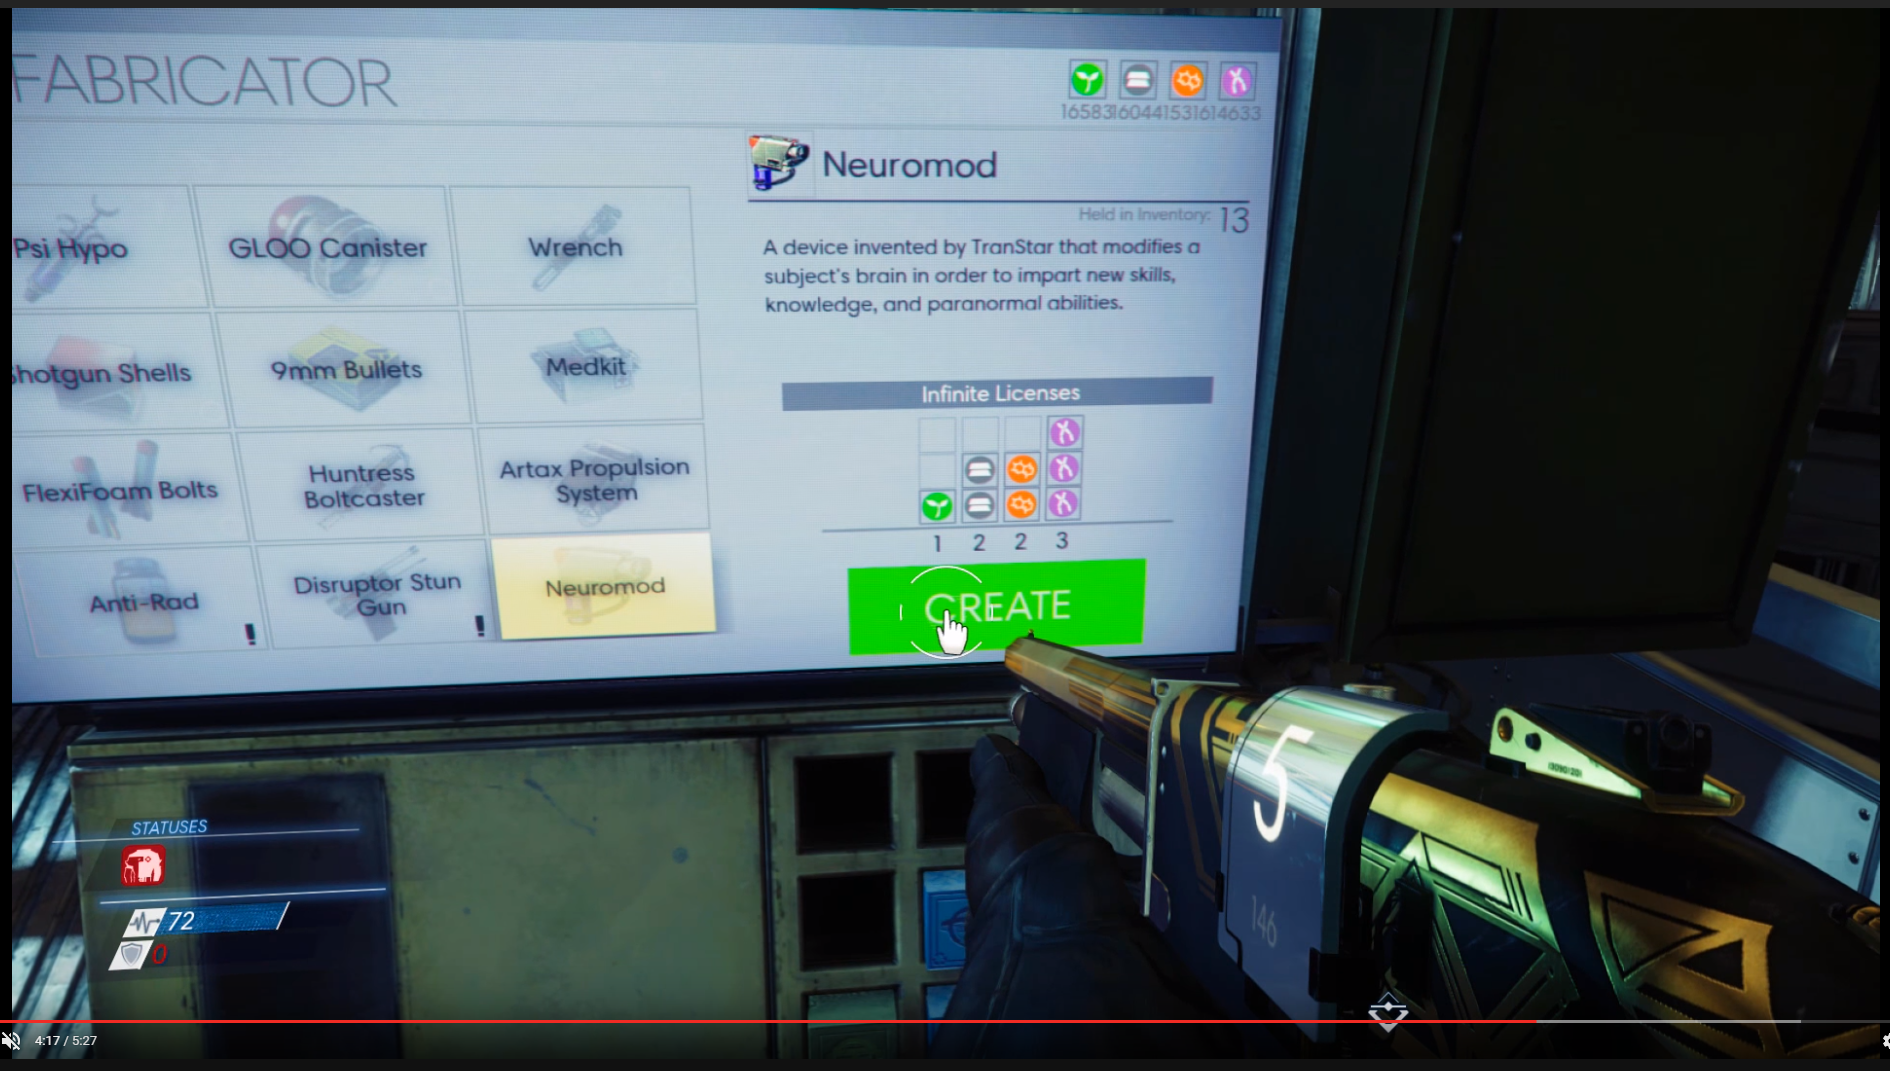 FABRICATOR
Neuromod
Held in Inventory: 13
A device invented by TranStar that modifies a
subject's brain in order to impart new skills,
knowledge, and paranormal abilities.
Infinite Licenses
1 2 2 3
CREATE
Psi Hypo
GLOO Canister
Wrench
Shotgun Shells
9mm Bullets
Medkit
FlexiFoam Bolts
Huntress
Boltcaster
Artax Propulsion
System
Anti-Rad
!
Disruptor Stun
Gun
!
Neuromod
5
146
STATUSES
72
0
4:17 / 5:27